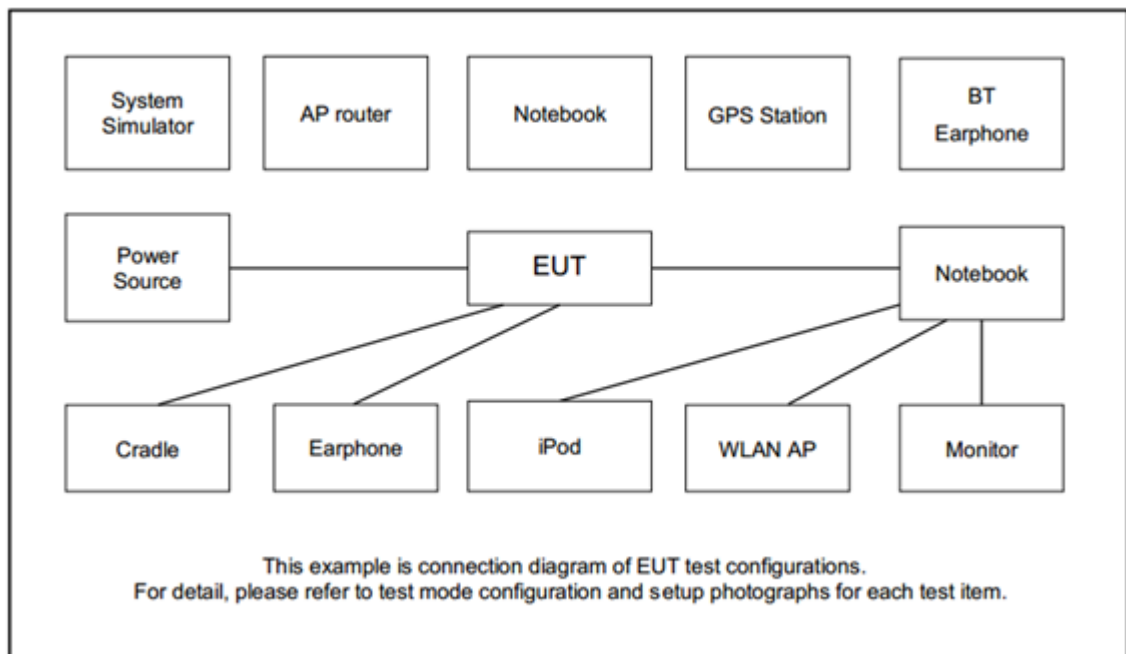 System
Simulator
AP router
Notebook
GPS Station
BT
Earphone
Power
Source
EUT
Notebook
Cradle
Earphone
iPod
WLAN AP
Monitor
This example is connection diagram of EUT test configurations.
For detail, please refer to test mode configuration and setup photographs for each test item.